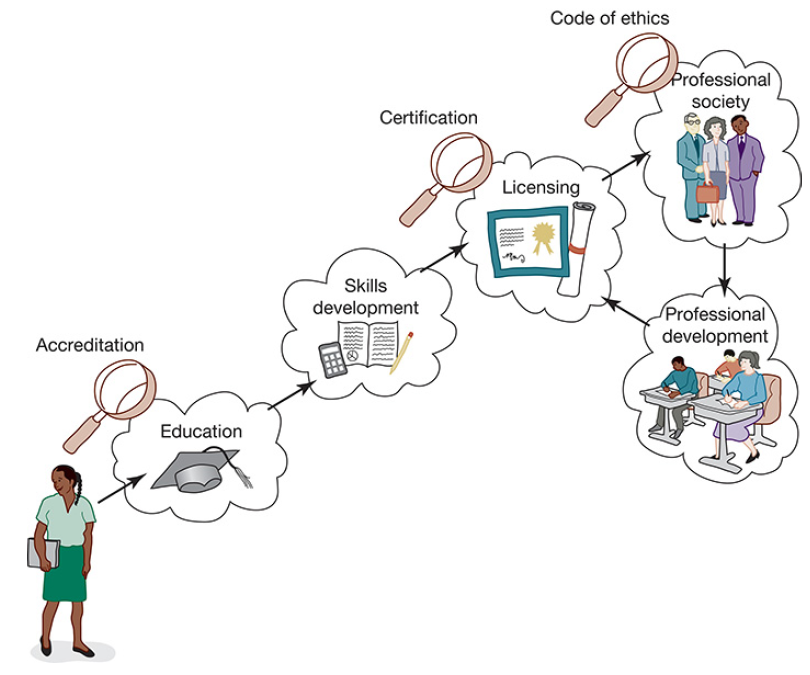 Code of ethics
Professional
society
Certification
Licensing
Skills
development
Professional
development
Accreditation
Education